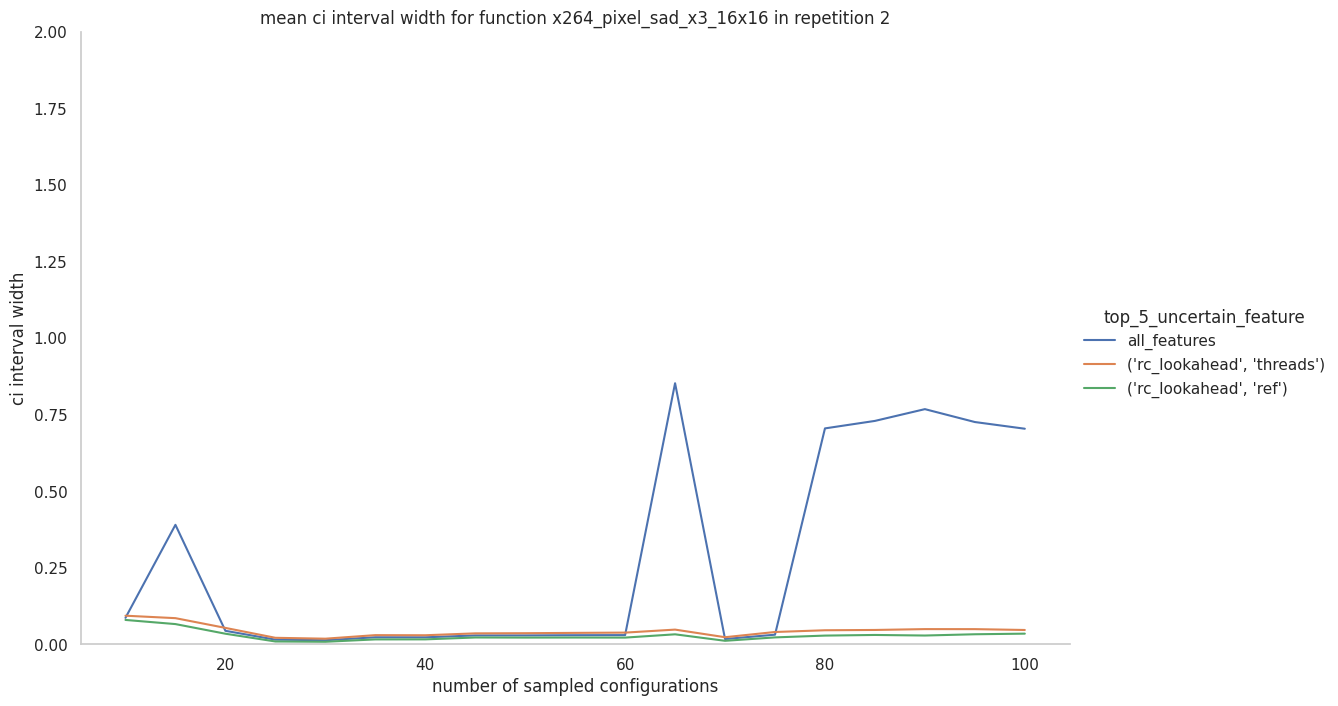 mean ci interval width for function x264_pixel_sad_x3_16x16 in repetition 2
2.00
1.75
1.50
1.25
1.00
0.75
0.50
0.25
0.00
ci interval width
20
40
60
80
100
number of sampled configurations
top_5_uncertain_feature
all_features
('rc_lookahead', 'threads')
('rc_lookahead', 'ref')